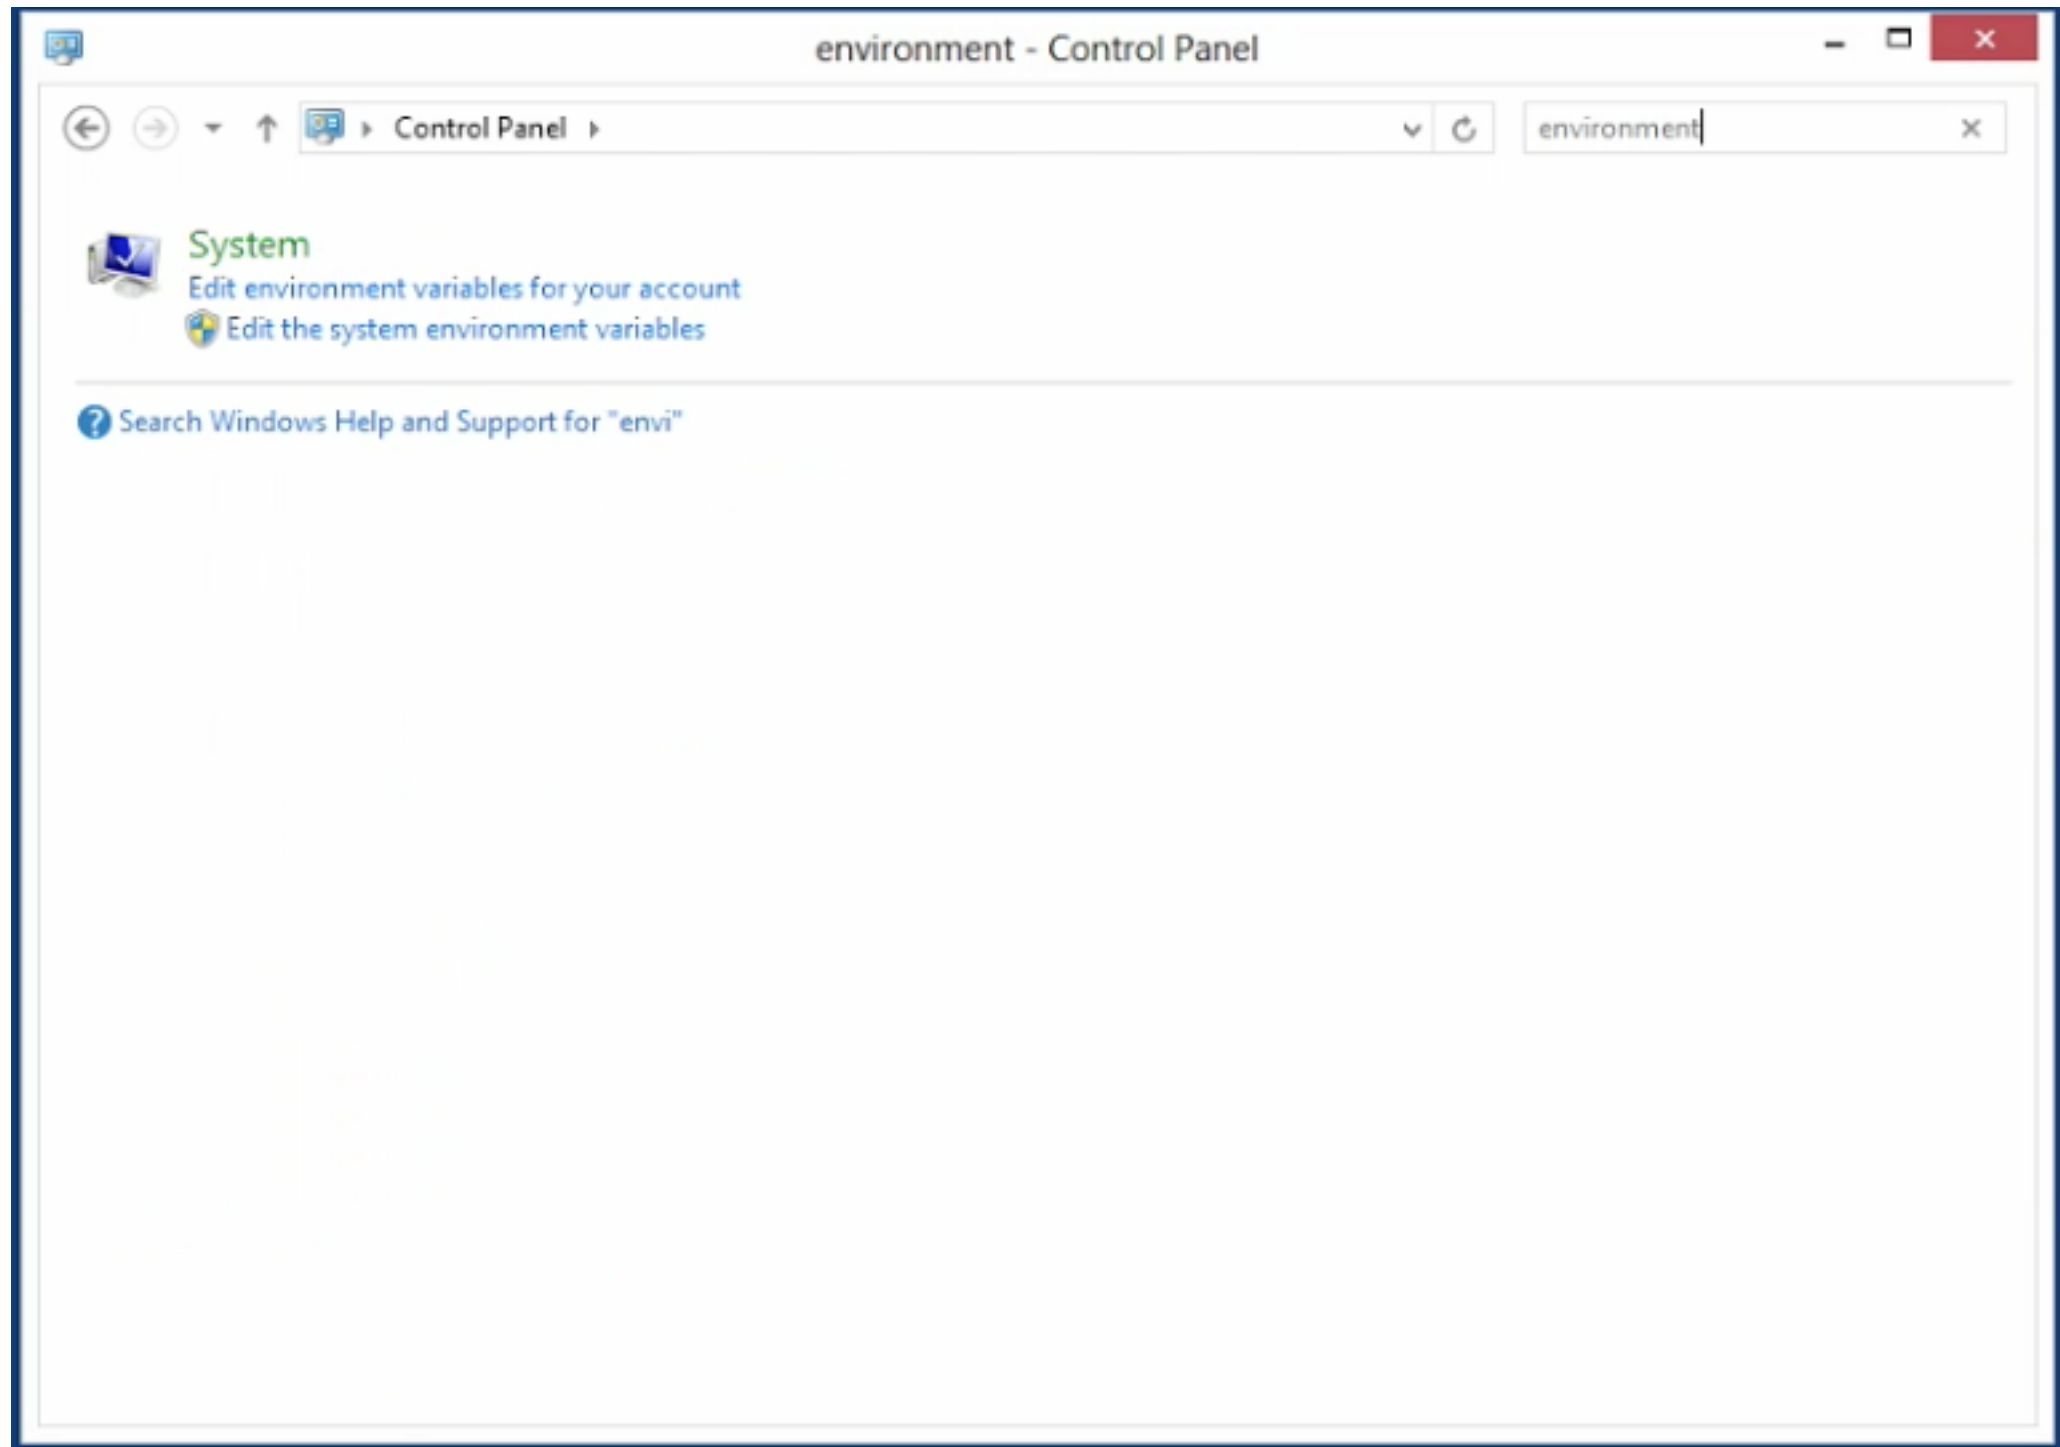 environment - Control Panel
Control Panel
environment
System
Edit environment variables for your account
Edit the system environment variables
Search Windows Help and Support for "envi"